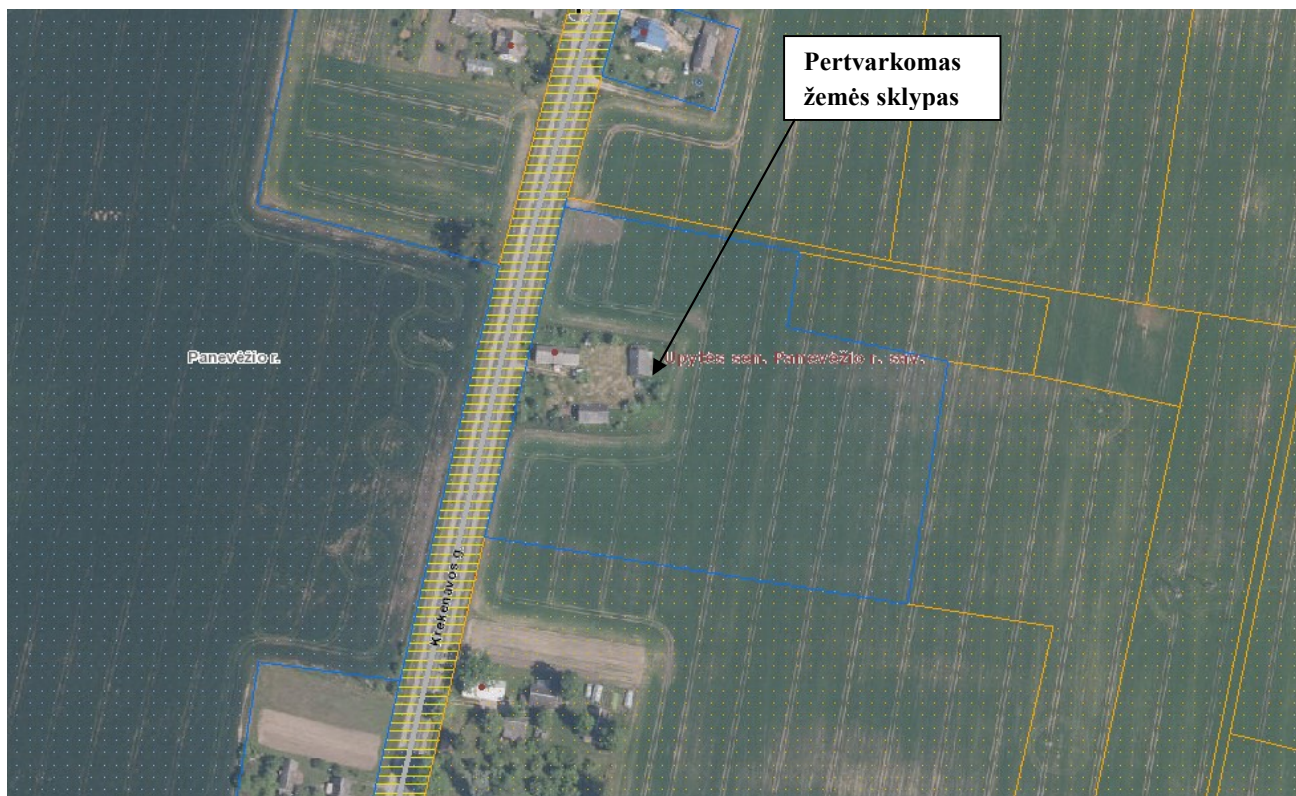 Pertvarkomas
žemės sklypas
Panevėžio r.
Upytės sen. Panevėžio r. sav.
Krekenavos g.